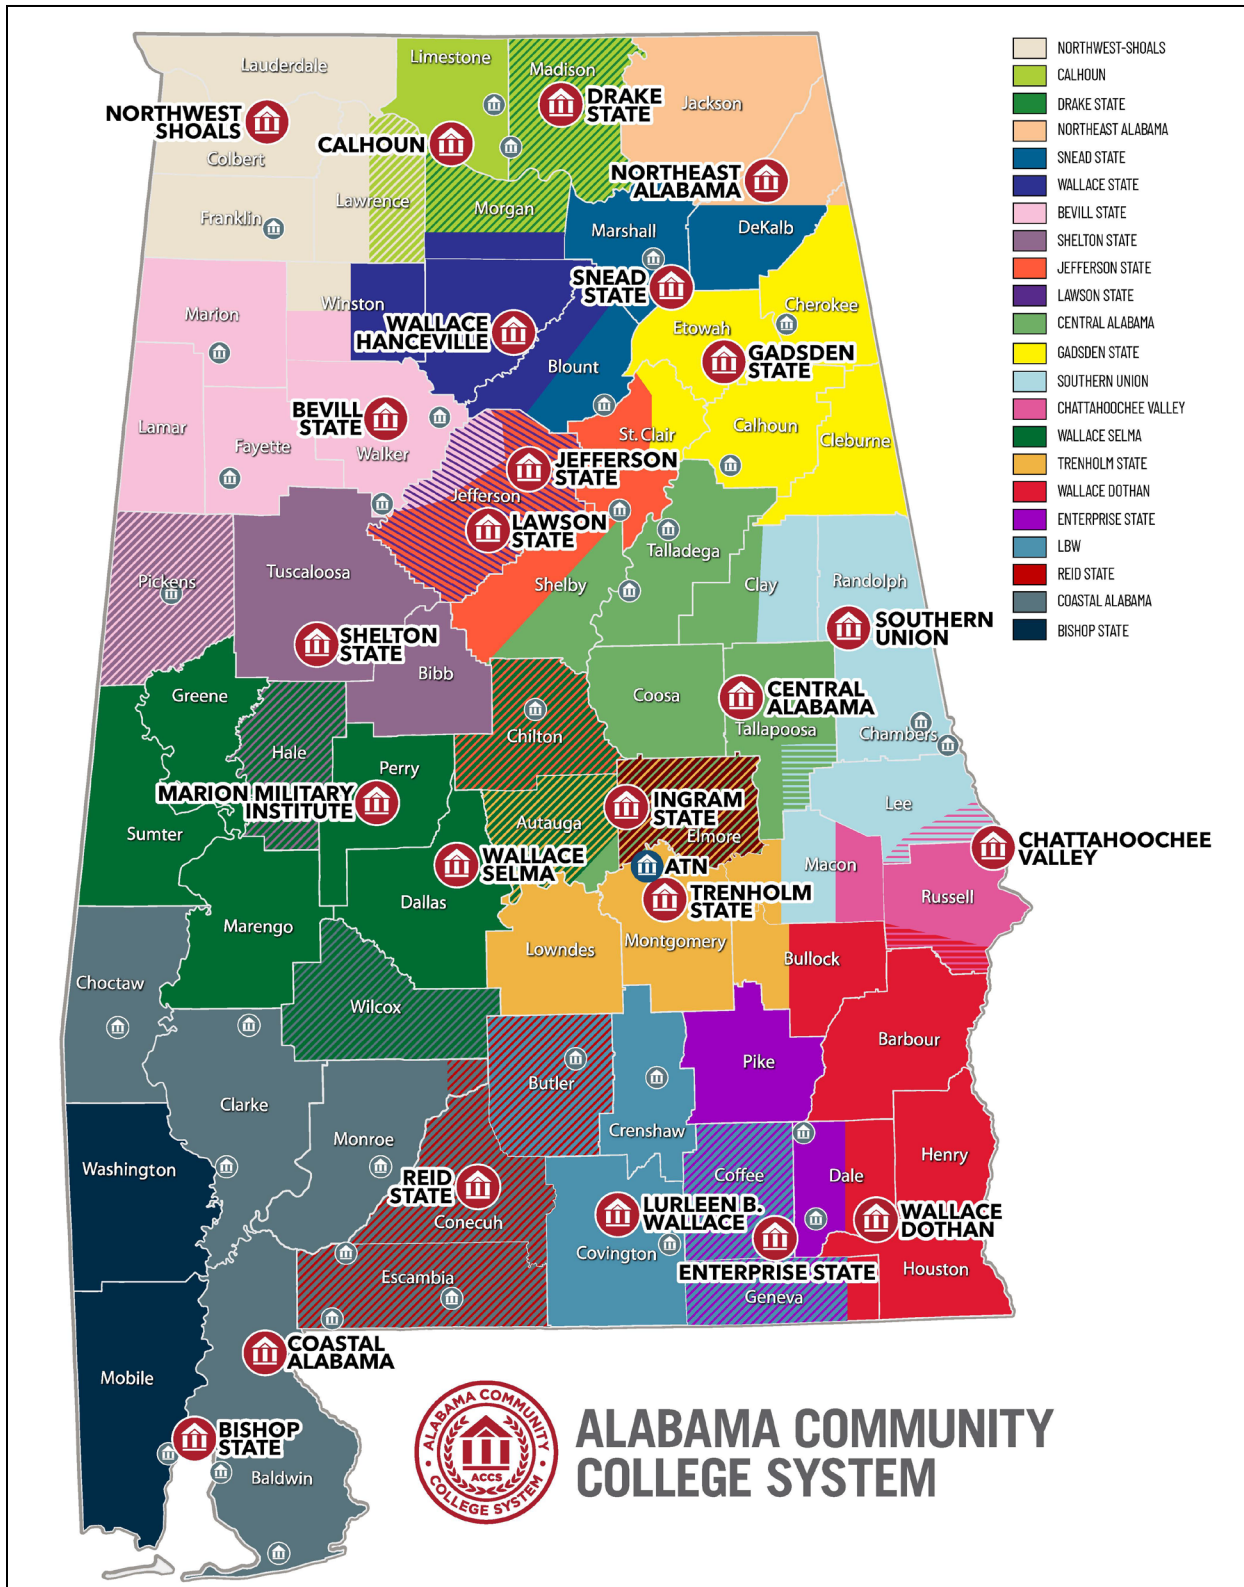 Lauderdale
Limestone
Madison
Jackson
NORTHWEST
SHOALS
DRAKE
STATE
CALHOUN
Colbert
NORTHEAST
ALABAMA
Lawrence
Morgan
Franklin
Marshall
DeKalb
SNEAD
STATE
Winston
Marion
Cherokee
WALLACE
HANCEVILLE
Etowah
GADSDEN
STATE
Blount
BEVILL
STATE
Lamar
Fayette
Walker
St. Clair
Calhoun
Cleburne
JEFFERSON
STATE
Jefferson
LAWSON
STATE
Talladega
Pickens
Tuscaloosa
Shelby
Clay
Randolph
SOUTHERN
UNION
SHELTON
STATE
Bibb
Greene
Coosa
CENTRAL
ALABAMA
Tallapoosa
Chambers
Chilton
Hale
Perry
MARION MILITARY
INSTITUTE
INGRAM
STATE
Elmore
Lee
Sumter
Autauga
CHATTAHOOCHEE
VALLEY
WALLACE
SELMA
ATN
Macon
TRENHOLM
STATE
Russell
Dallas
Marengo
Lowndes
Montgomery
Bullock
Choctaw
Wilcox
Barbour
Pike
Butler
Clarke
Crenshaw
Monroe
Washington
Coffee
Dale
Henry
REID
STATE
Conecuh
LURLEEN B.
WALLACE
WALLACE
DOTHAN
Covington
ENTERPRISE STATE
Houston
Escambia
Geneva
COASTAL
ALABAMA
Mobile
BISHOP
STATE
Baldwin
NORTHWEST-SHOALS
CALHOUN
DRAKE STATE
NORTHEAST ALABAMA
SNEAD STATE
WALLACE STATE
BEVILL STATE
SHELTON STATE
JEFFERSON STATE
LAWSON STATE
CENTRAL ALABAMA
GADSDEN STATE
SOUTHERN UNION
CHATTAHOOCHEE VALLEY
WALLACE SELMA
TRENHOLM STATE
WALLACE DOTHAN
ENTERPRISE STATE
LBW
REID STATE
COASTAL ALABAMA
BISHOP STATE
ALABAMA COMMUNITY
COLLEGE SYSTEM
ACCS
ALABAMA COMMUNITY
COLLEGE SYSTEM